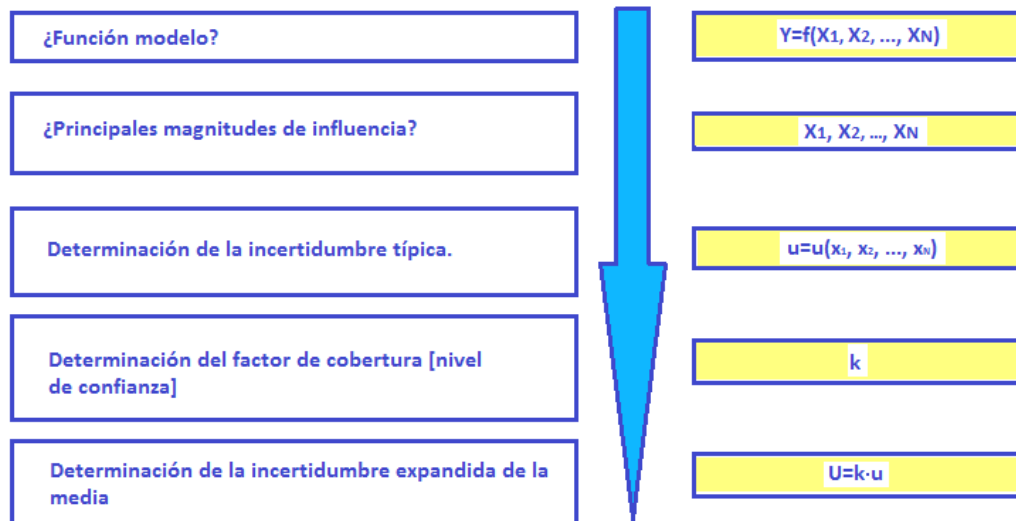 ¿Función modelo?
Y=f(X1, X2, ..., XN)
¿Principales magnitudes de influencia?
X1, X2, ..., XN
Determinación de la incertidumbre típica.
u=u(x1, x2, ..., xN)
Determinación del factor de cobertura [nivel
de confianza]
k
Determinación de la incertidumbre expandida de la
media
U=k·u